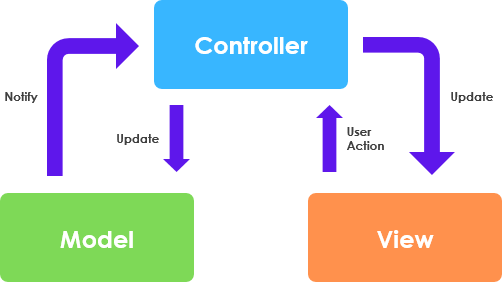 Controller
Notify
Update
User
Action
Update
Model
View